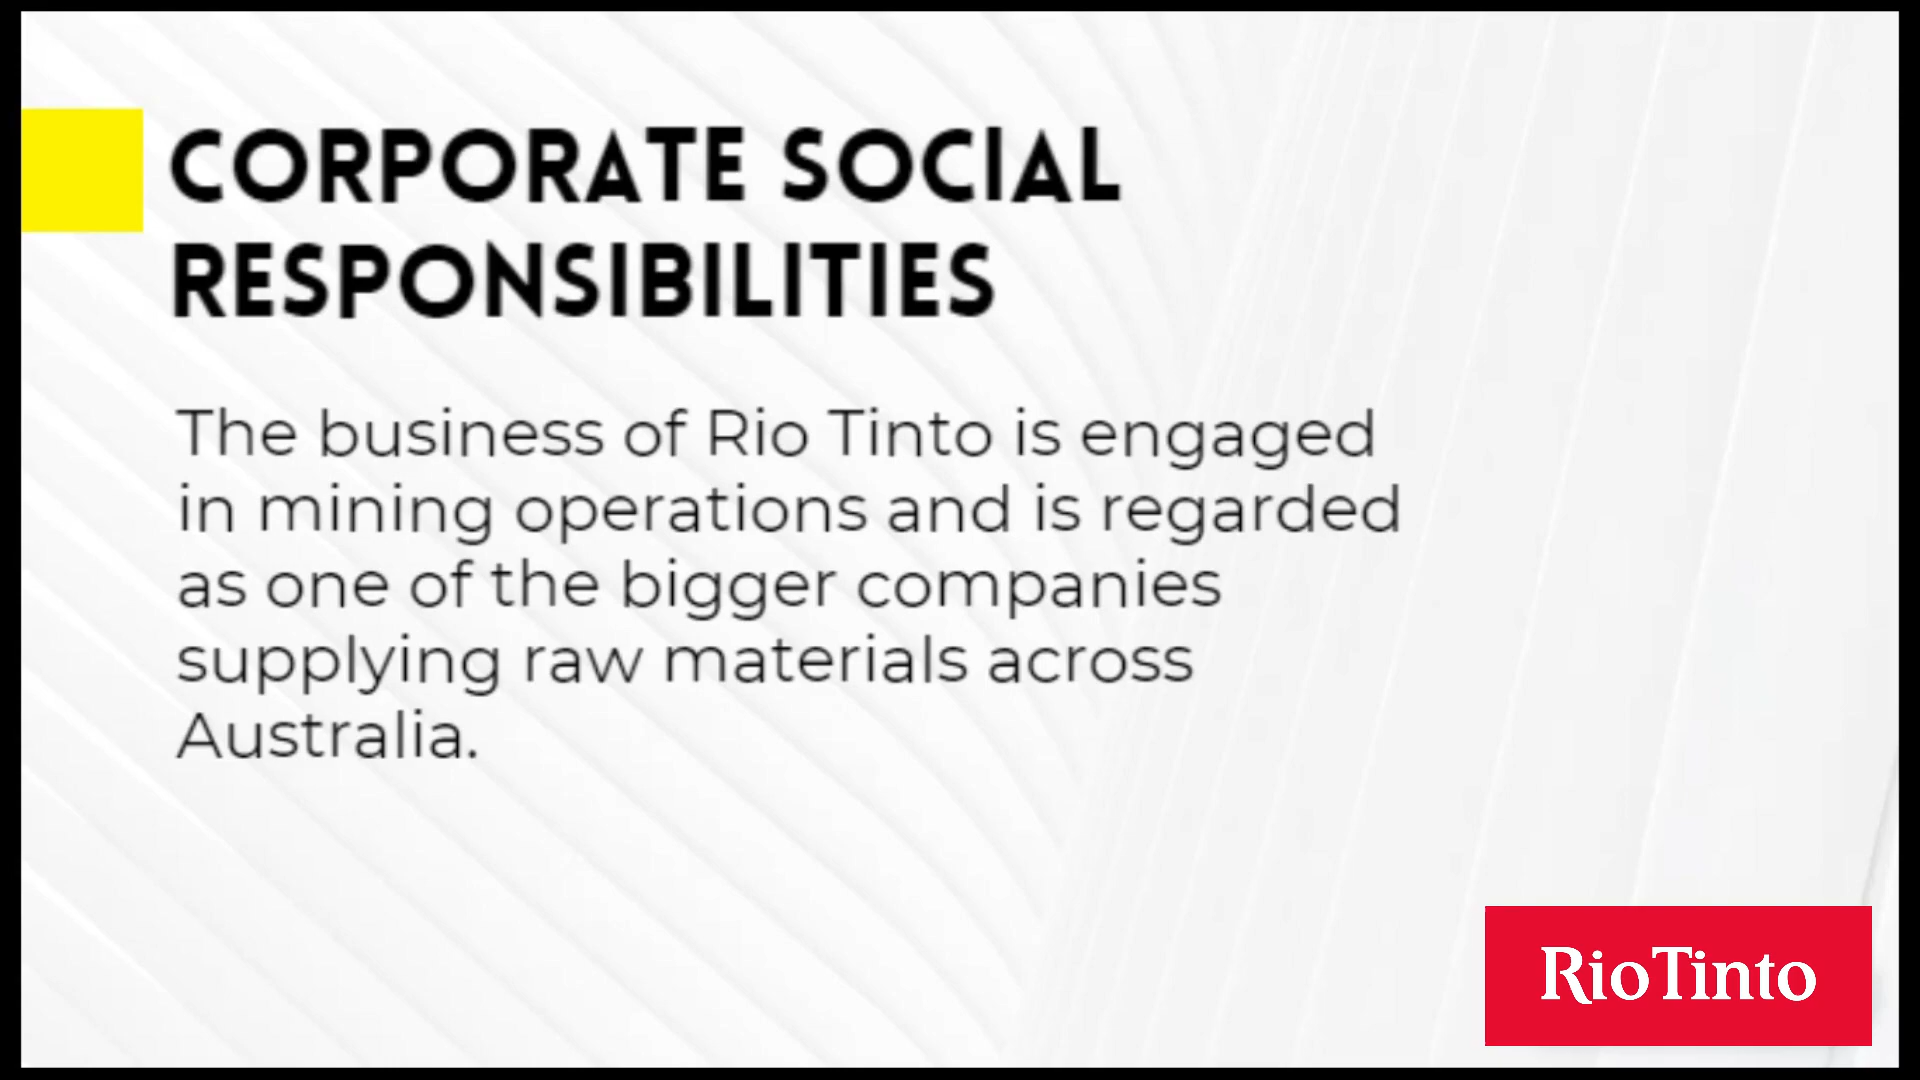 CORPORATE SOCIAL
RESPONSIBILITIES
The business of Rio Tinto is engaged
in mining operations and is regarded
as one of the bigger companies
supplying raw materials across
Australia.
RioTinto